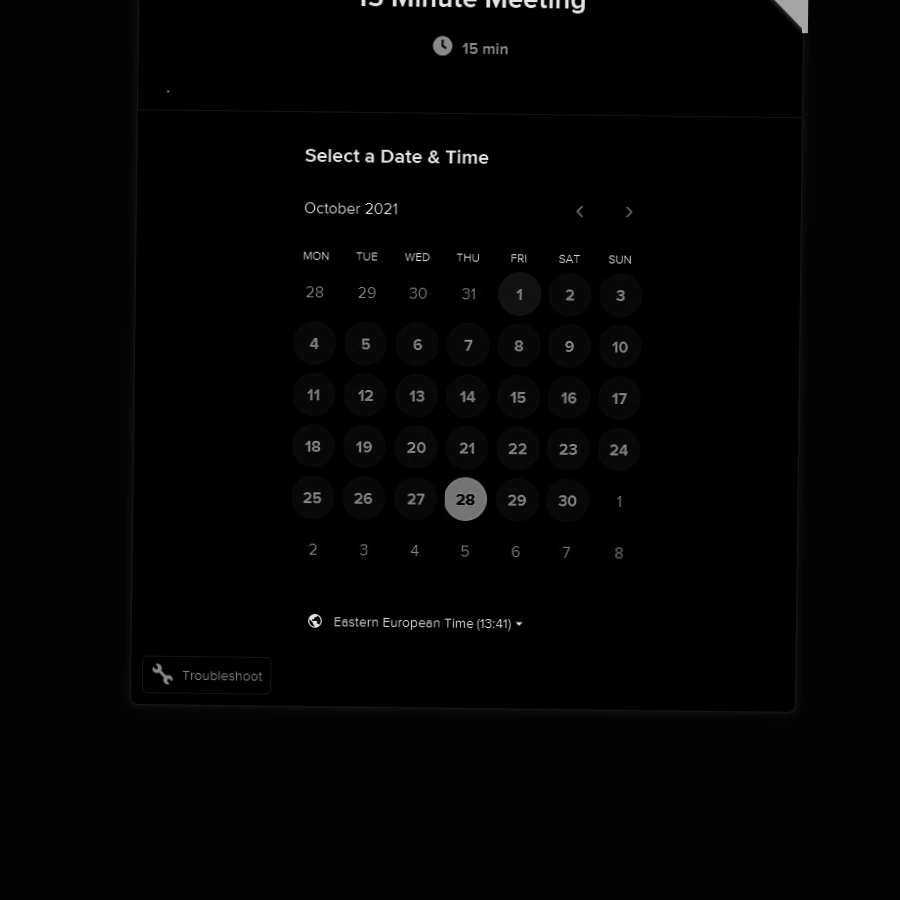 15 Minute Meeting
15 min
Select a Date & Time
October 2021
MON TUE WED THU FRI SAT SUN
28 29 30 31 1 2 3
4 5 6 7 8 9 10
11 12 13 14 15 16 17
18 19 20 21 22 23 24
25 26 27 28 29 30 1
2 3 4 5 6 7 8
Eastern European Time (13:41)
Troubleshoot